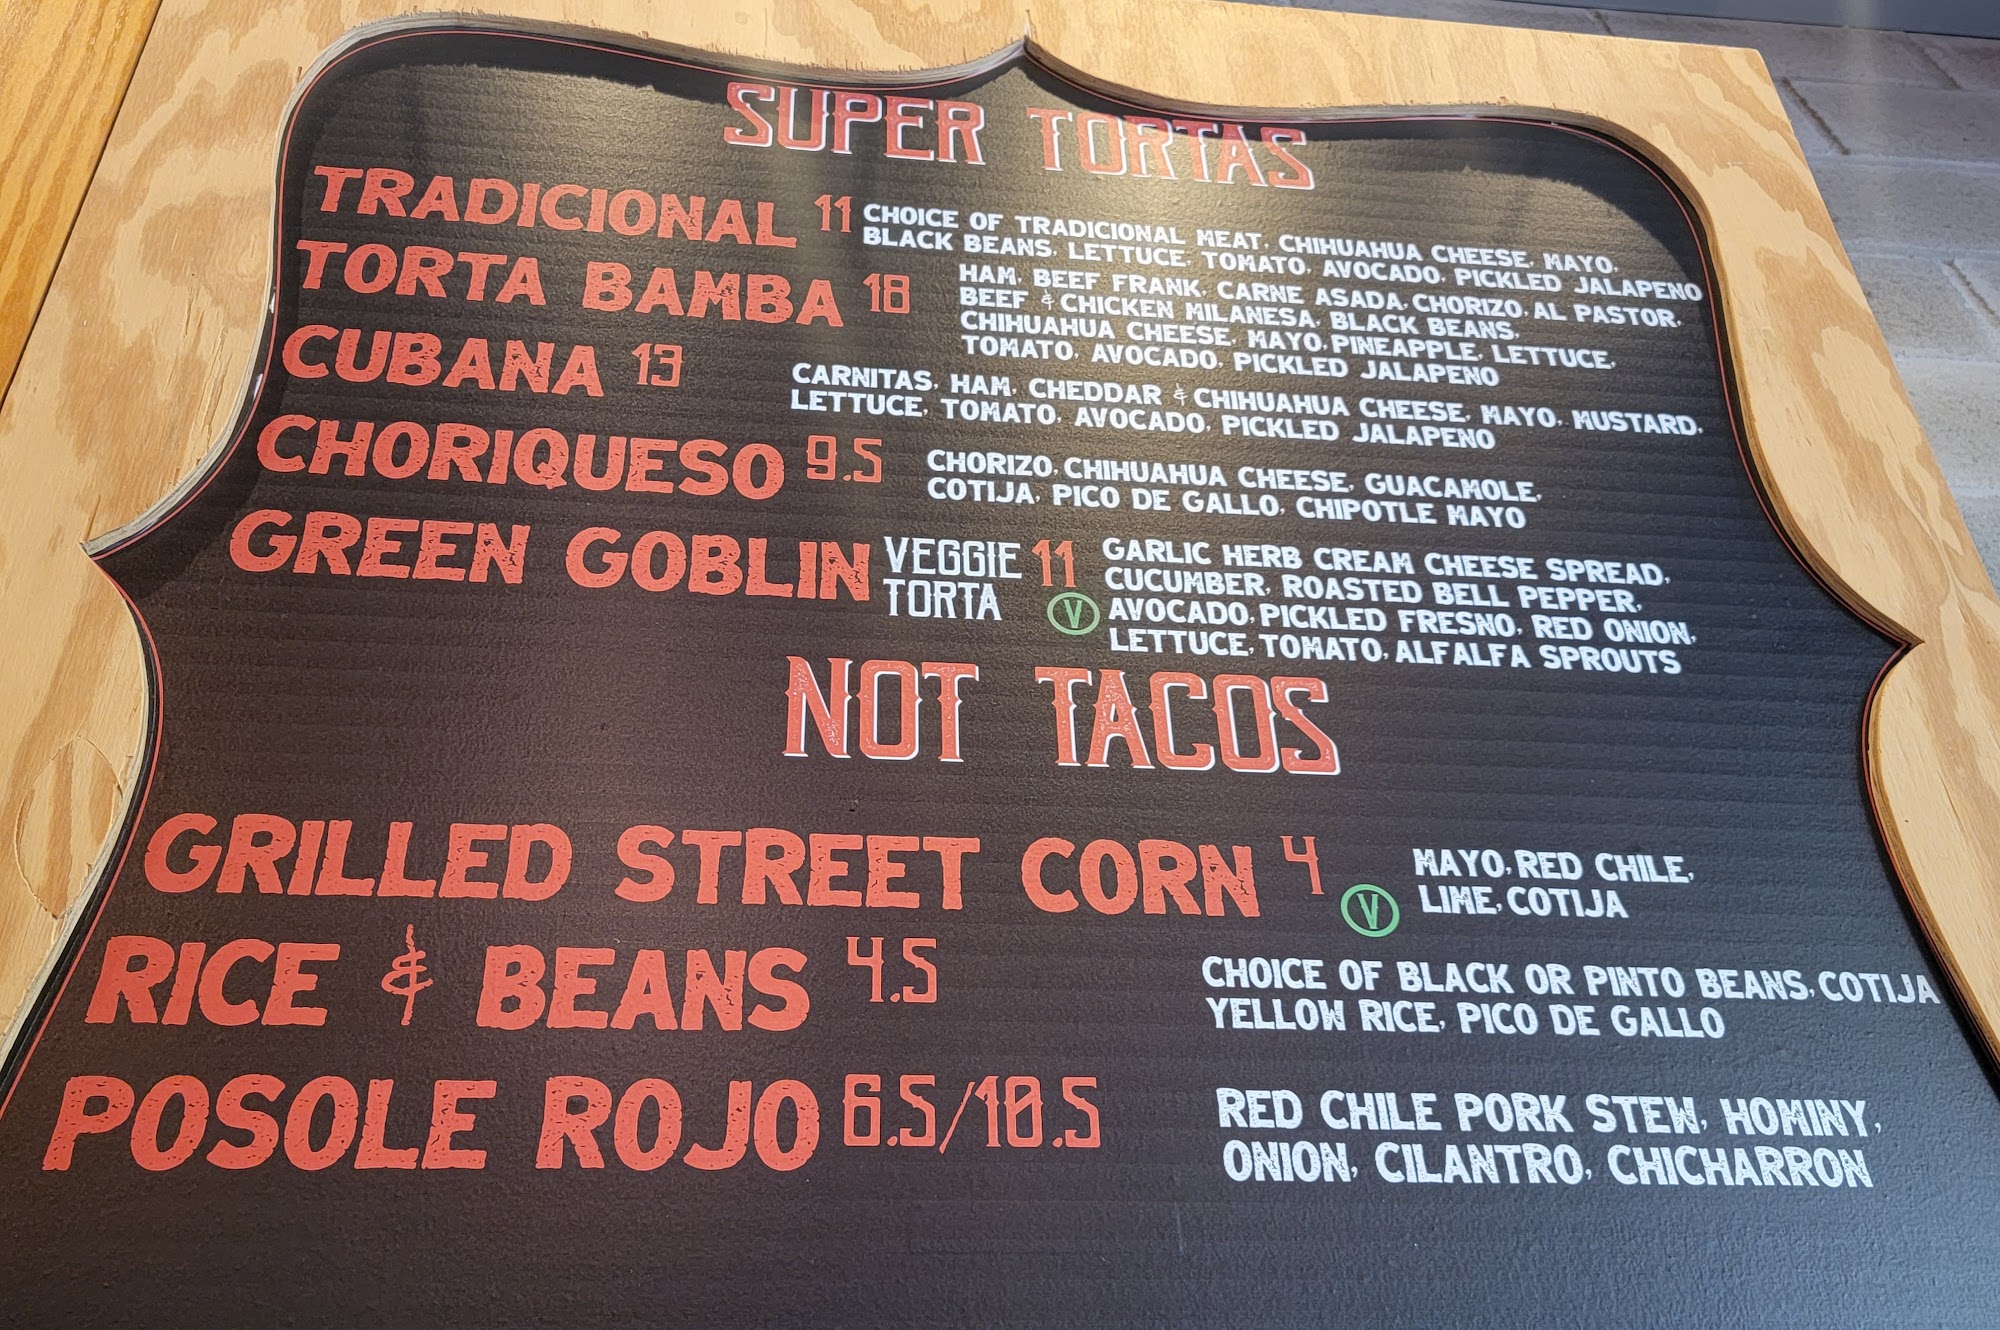 SUPER TORTAS
TRADICIONAL 11
CHOICE OF TRADICIONAL MEAT, CHIHUAHUA CHEESE, MAYO,
BLACK BEANS, LETTUCE, TOMATO, AVOCADO, PICKLED JALAPENO
TORTA BAMBA 18
HAM, BEEF FRANK, CARNE ASADA, CHORIZO, AL PASTOR,
BEEF & CHICKEN MILANESA, BLACK BEANS,
CHIHUAHUA CHEESE, MAYO, PINEAPPLE, LETTUCE,
TOMATO, AVOCADO, PICKLED JALAPENO
CUBANA 13
CARNITAS, HAM, CHEDDAR & CHIHUAHUA CHEESE, MAYO, MUSTARD,
LETTUCE, TOMATO, AVOCADO, PICKLED JALAPENO
CHORIQUESO 9.5
CHORIZO, CHIHUAHUA CHEESE, GUACAMOLE,
COTIJA, PICO DE GALLO, CHIPOTLE MAYO
GREEN GOBLIN VEGGIE TORTA 11
V
GARLIC HERB CREAM CHEESE SPREAD,
CUCUMBER, ROASTED BELL PEPPER,
AVOCADO, PICKLED FRESNO, RED ONION,
LETTUCE, TOMATO, ALFALFA SPROUTS
NOT TACOS
GRILLED STREET CORN 4
V
MAYO, RED CHILE,
LIME, COTIJA
RICE & BEANS 4.5
CHOICE OF BLACK OR PINTO BEANS, COTIJA
YELLOW RICE, PICO DE GALLO
POSOLE ROJO 6.5/10.5
RED CHILE PORK STEW, HOMINY,
ONION, CILANTRO, CHICHARRON